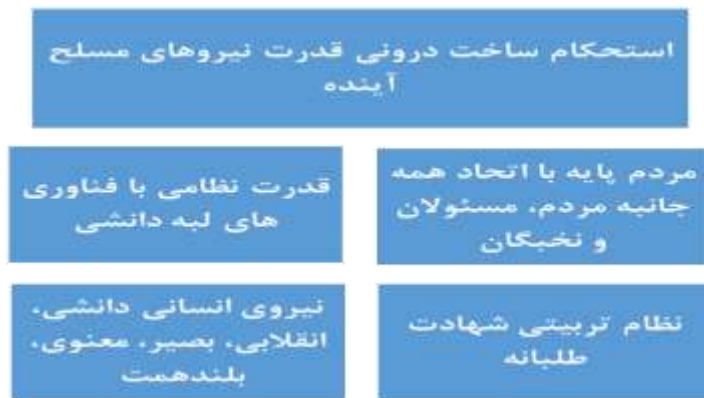 استحکام ساخت درونی قدرت نیروهای مسلح
آینده
مردم پایه با اتحاد همه
جانبه مردم، مسئولان
و نخبگان
قدرت نظامی با فناوری
های لبه دانشی
نظام تربیتی شهادت
طلبانه
نیروی انسانی دانشی،
انقلابی، بصیر، معنوی،
بلندهمت